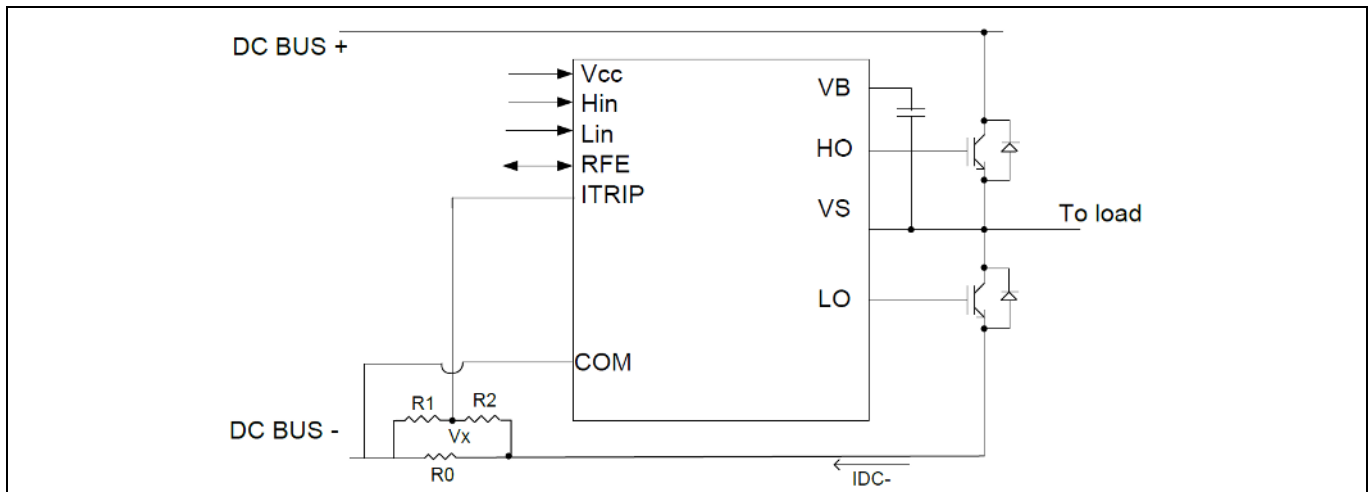 DC BUS +
Vcc
Hin
Lin
RFE
ITRIP
COM
VB
HO
VS
LO
To load
R1
R2
Vx
DC BUS -
R0
IDC-